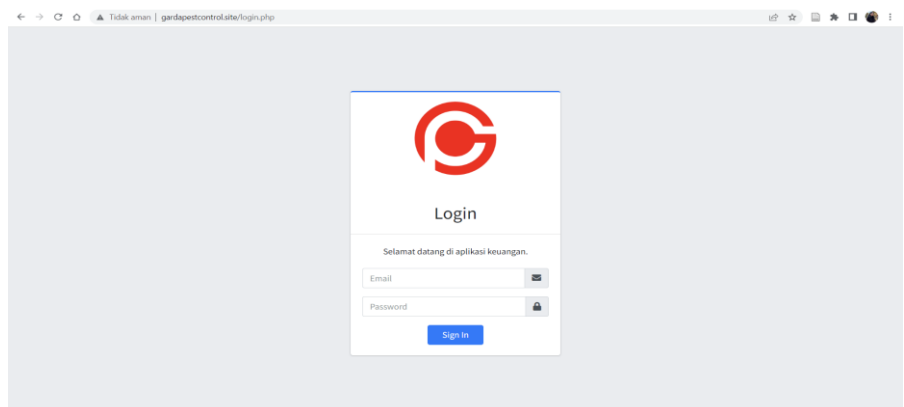 Tidak aman | gardapestcontrol.site/login.php
Login
Selamat datang di aplikasi keuangan.
Email
Password
Sign In